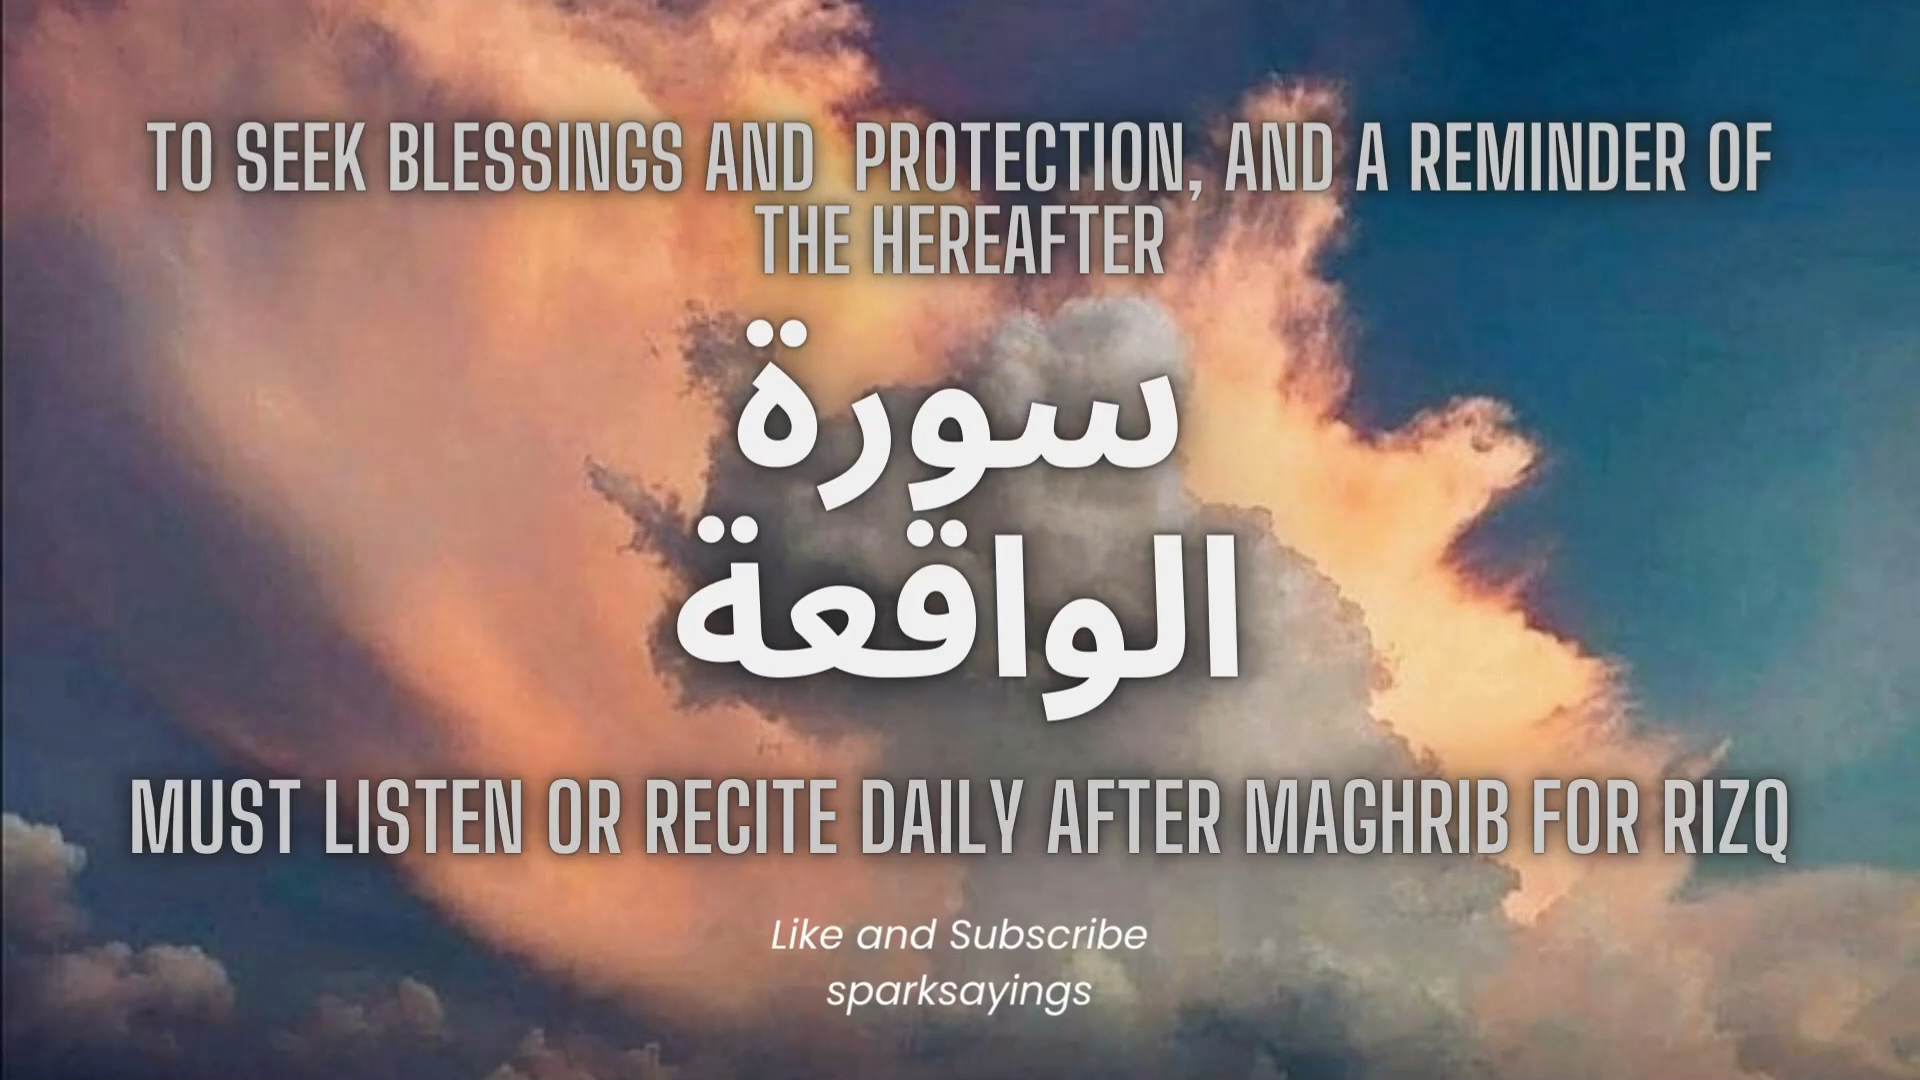 TO SEEK BLESSINGS AND PROTECTION, AND A REMINDER OF
THE HEREAFTER
سورة
الواقعة
MUST LISTEN OR RECITE DAILY AFTER MAGHRIB FOR RIZQ
Like and Subscribe
sparksayings